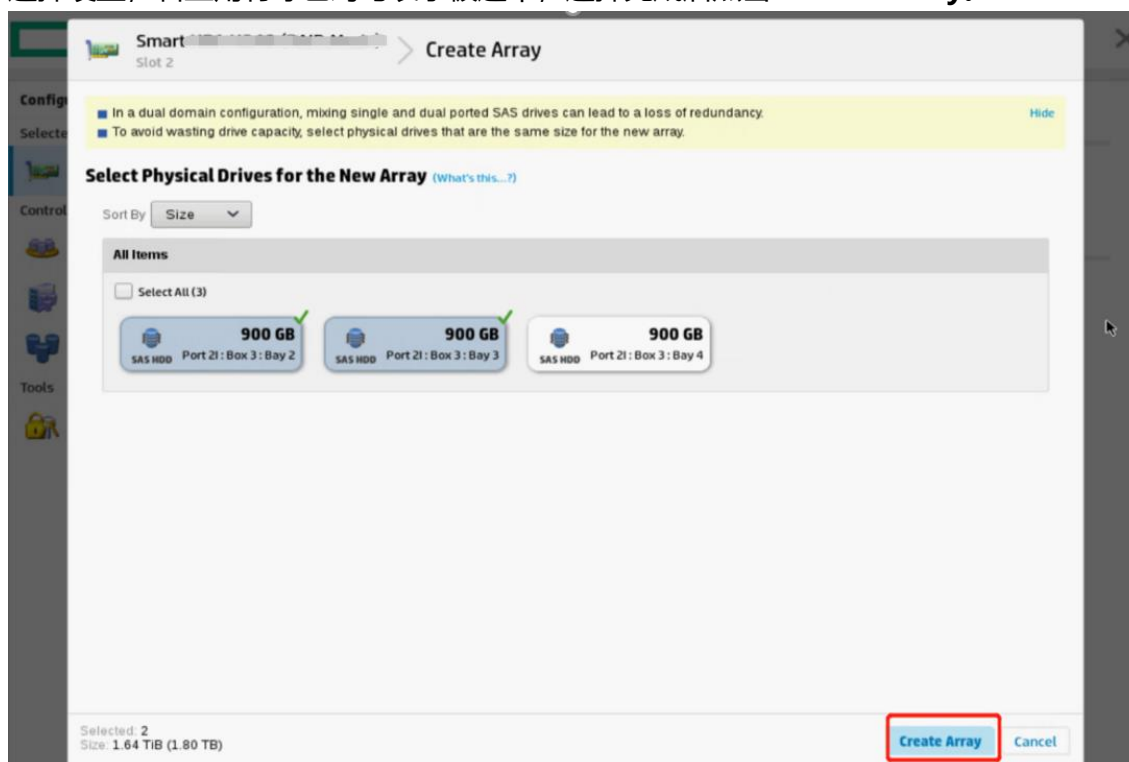 Smart
Slot 2
Create Array
Config
Selecte
Control
Tools
In a dual domain configuration, mixing single and dual ported SAS drives can lead to a loss of redundancy.
Hide
To avoid wasting drive capacity, select physical drives that are the same size for the new array.
Select Physical Drives for the New Array (What's this...?)
Sort By Size
All Items
Select All (3)
900 GB
SAS HDD Port 2I : Box 3 : Bay 2
900 GB
SAS HDD Port 2I : Box 3 : Bay 3
900 GB
SAS HDD Port 2I : Box 3 : Bay 4
Selected: 2
Size: 1.64 TiB (1.80 TB)
Create Array
Cancel